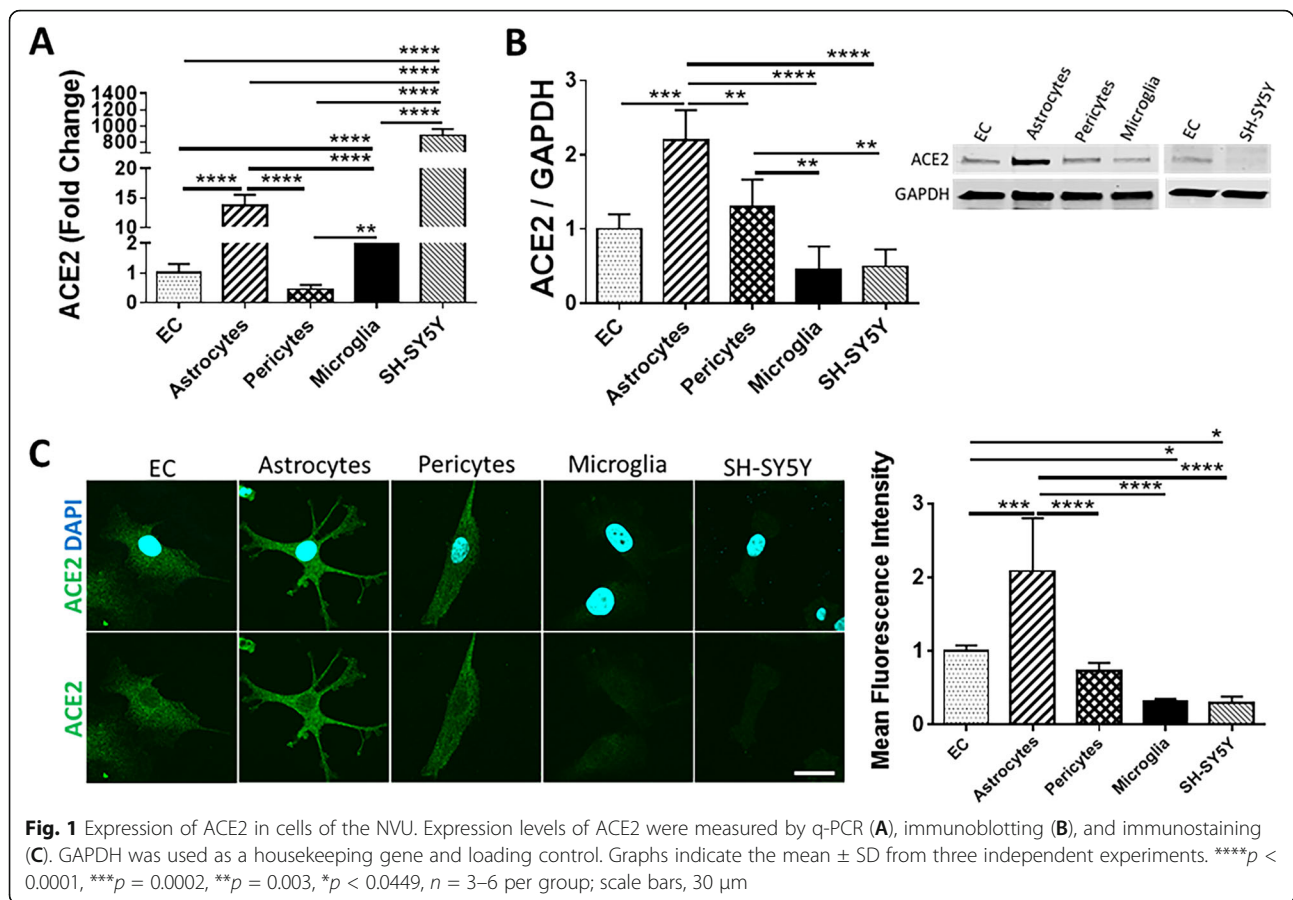 A
****
****
****
****
****
****
****
****
**
ACE2 (Fold Change)
1400
1200
1000
800
20
15
10
5
2
1
0
EC
Astrocytes
Pericytes
Microglia
SH-SY5Y
B
****
****
***
**
**
**
ACE2 / GAPDH
3
2
1
0
EC
Astrocytes
Pericytes
Microglia
SH-SY5Y
EC
Astrocytes
Pericytes
Microglia
EC
SH-SY5Y
ACE2
GAPDH
C
EC
Astrocytes
Pericytes
Microglia
SH-SY5Y
ACE2 DAPI
ACE2
*
*
****
****
***
****
Mean Fluorescence Intensity
3
2
1
0
EC
Astrocytes
Pericytes
Microglia
SH-SY5Y
Fig. 1 Expression of ACE2 in cells of the NVU. Expression levels of ACE2 were measured by q-PCR (A), immunoblotting (B), and immunostaining
(C). GAPDH was used as a housekeeping gene and loading control. Graphs indicate the mean ± SD from three independent experiments. ****p <
0.0001, ***p = 0.0002, **p = 0.003, *p < 0.0449, n = 3–6 per group; scale bars, 30 μm